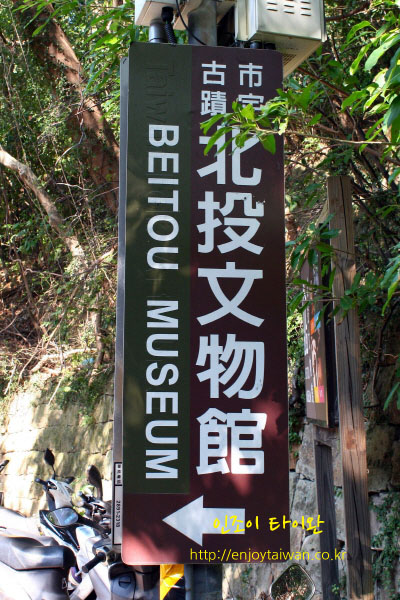 市定
古蹟
北投文物館
BEITOU MUSEUM
인조이 타이완
http://enjoytaiwan.co.kr